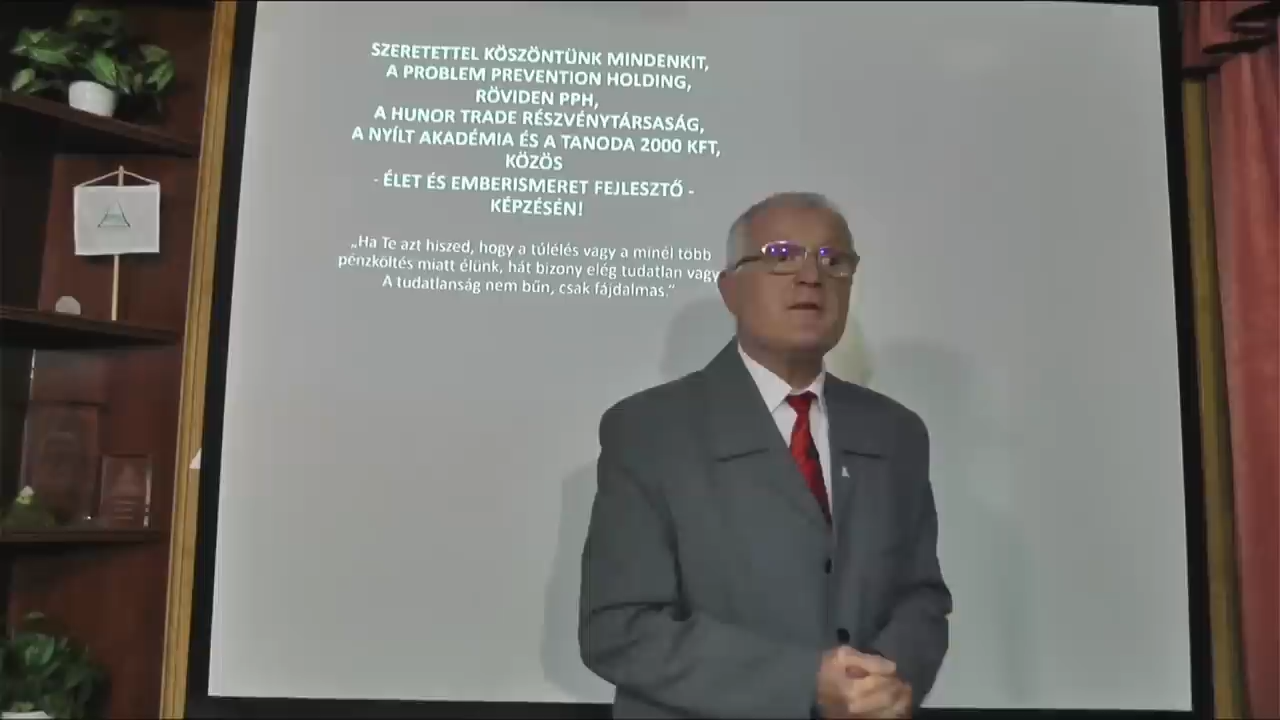 SZERETETTEL KÖSZÖNTÜNK MINDENKIT,
A PROBLEM PREVENTION HOLDING,
RÖVIDEN PPH,
A HUNOR TRADE RÉSZVÉNYTÁRSASÁG,
A NYÍLT AKADÉMIA ÉS A TANODA 2000 KFT,
KÖZÖS
- ÉLET ÉS EMBERISMERET FEJLESZTŐ -
KÉPZÉSÉN!
„Ha Te azt hiszed, hogy a túlélés vagy a minél több
pénzköltés miatt élünk, hát bizony elég tudatlan vagy
A tudatlanság nem bűn, csak fájdalmas.”